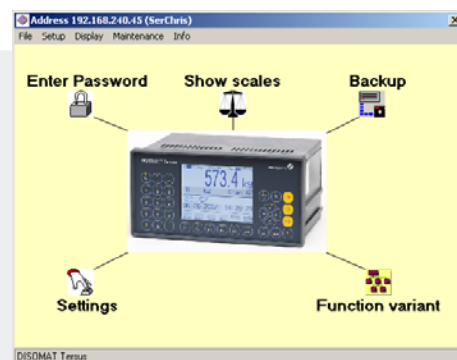 Address 192.168.240.45 (SerChris)
File Setup Display Maintenance Info
Enter Password Show scales Backup
573.4
Settings Function variant
DISOMAT Tersus